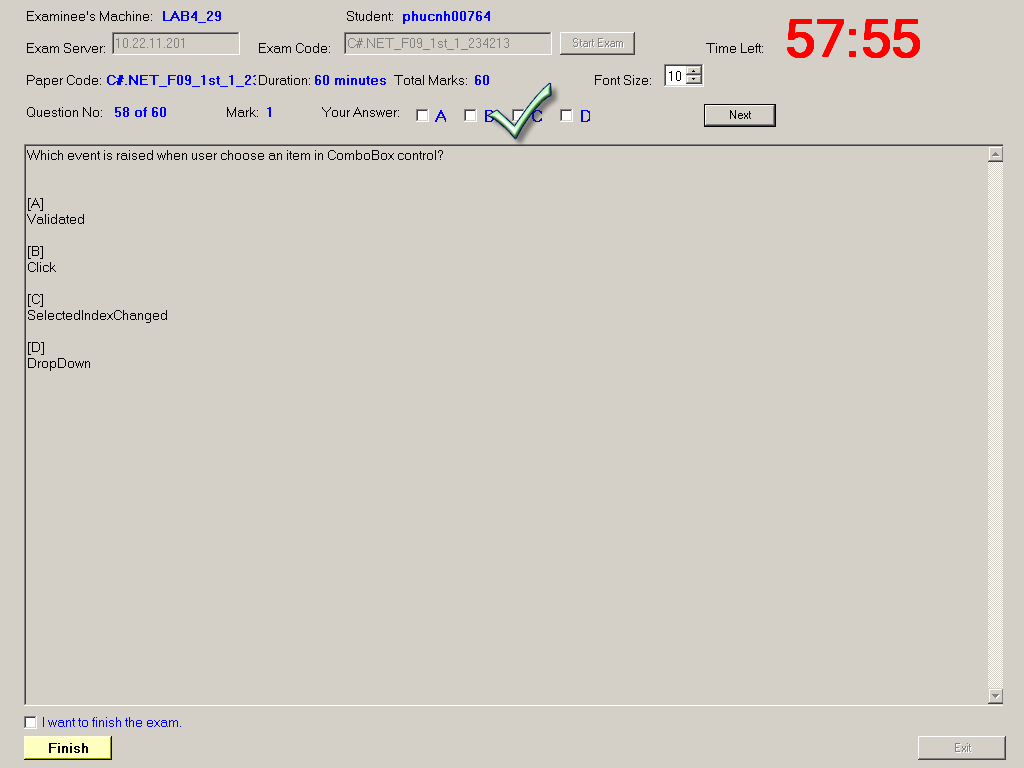 Examinee's Machine: LAB4_29 Student: phucnh00764
Exam Server: 10.22.11.201 Exam Code: C#.NET_F09_1st_1_234213 Start Exam Time Left: 57:55
Paper Code: C#.NET_F09_1st_1_23 Duration: 60 minutes Total Marks: 60 Font Size: 10
Question No: 58 of 60 Mark: 1 Your Answer: A B C D Next
Which event is raised when user choose an item in ComboBox control?
[A]
Validated
[B]
Click
[C]
SelectedIndexChanged
[D]
DropDown
I want to finish the exam.
Finish Exit